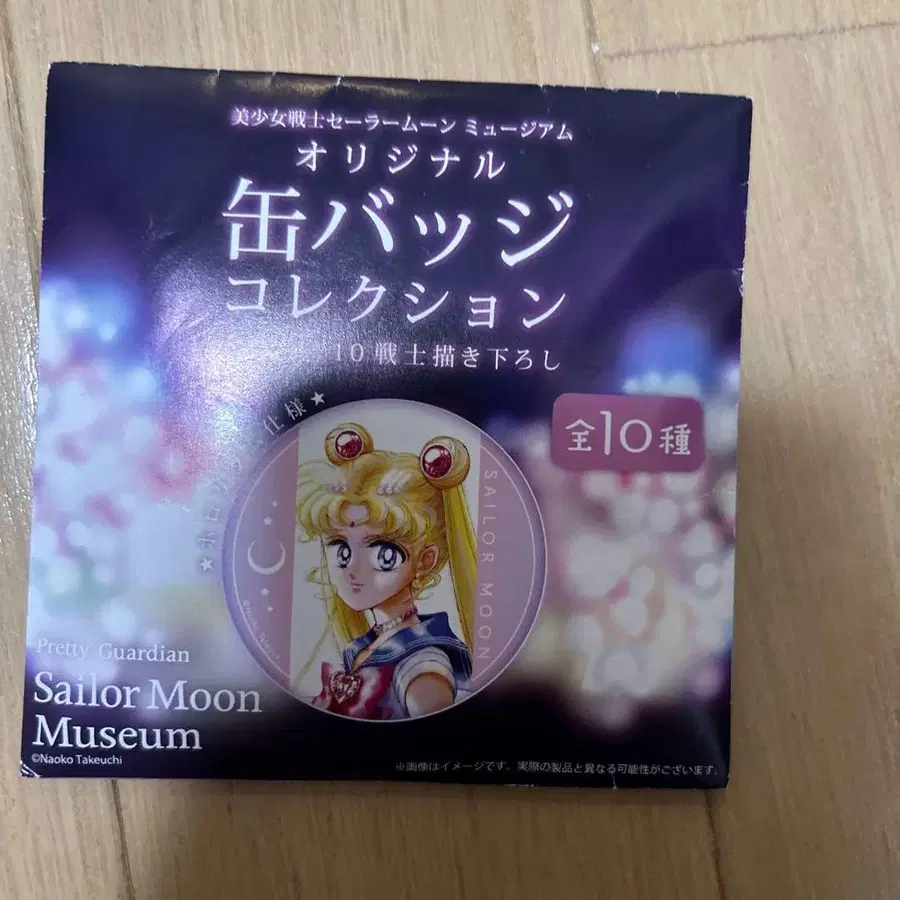 美少女戦士セーラームーン ミュージアム
オリジナル
缶バッジ
コレクション
10戦士描き下ろし
仕様★
全10種
SAILOR MOON
Pretty Guardian
Sailor Moon
Museum
©Naoko Takeuchi
※画像はイメージです。実際の製品と異なる可能性がございます。